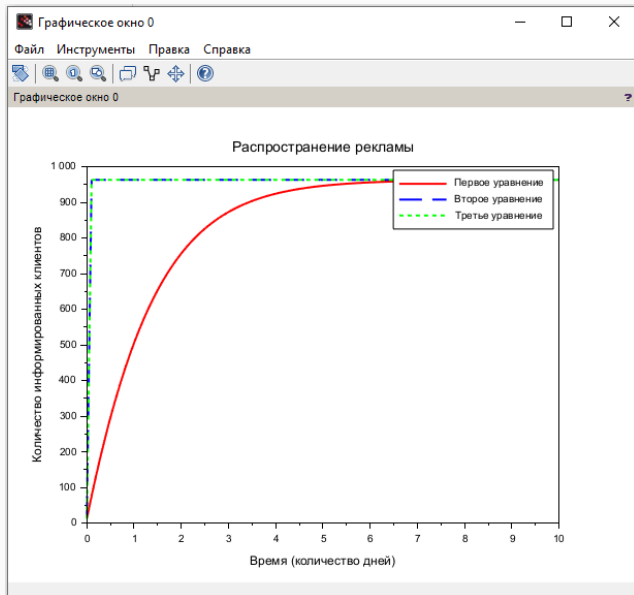 Графическое окно 0
Файл Инструменты Правка Справка
Графическое окно 0 ?
Распространение рекламы
1 000
900
800
700
600
500
400
300
200
100
0
Количество информированных клиентов
Первое уравнение
Второе уравнение
Третье уравнение
0 1 2 3 4 5 6 7 8 9 10
Время (количество дней)